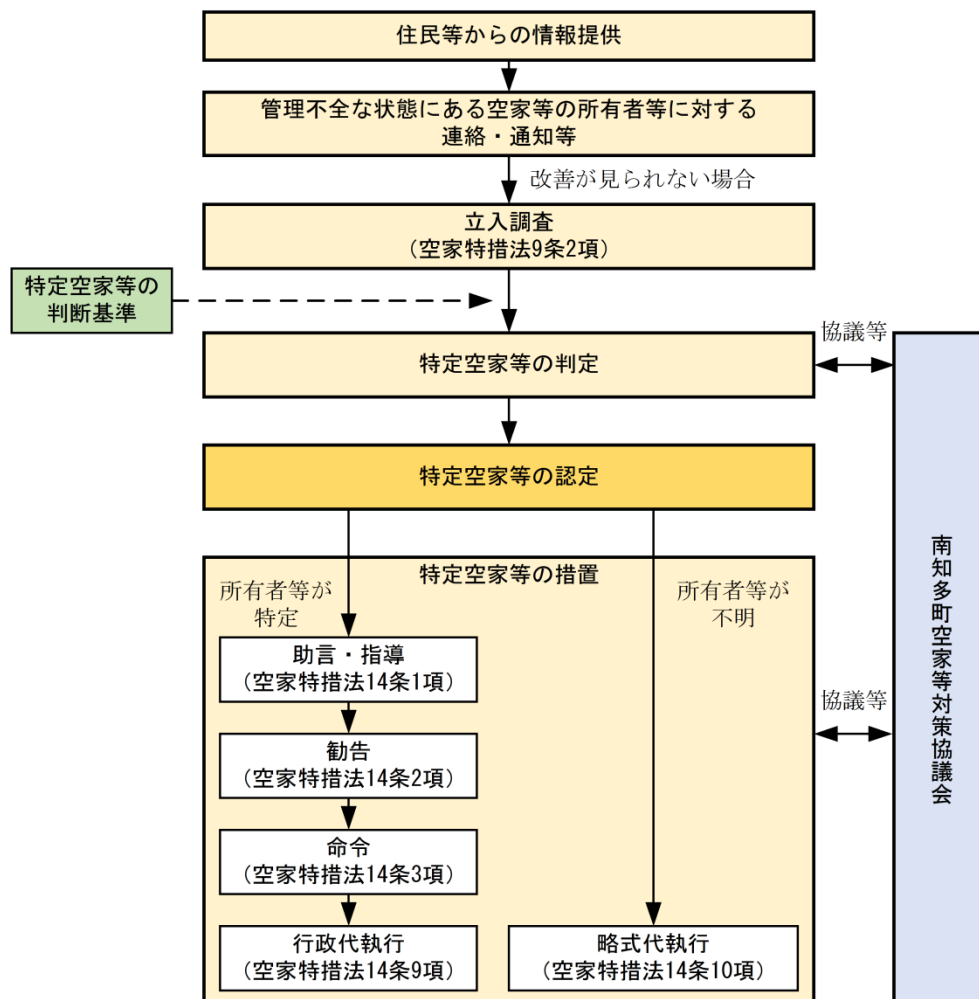 住民等からの情報提供
管理不全な状態にある空家等の所有者等に対する
連絡・通知等
改善が見られない場合
立入調査
(空家特措法9条2項)
特定空家等の
判断基準
協議等
特定空家等の判定
特定空家等の認定
特定空家等の措置
所有者等が
特定
所有者等が
不明
助言・指導
(空家特措法14条1項)
勧告
(空家特措法14条2項)
命令
(空家特措法14条3項)
行政代執行
(空家特措法14条9項)
略式代執行
(空家特措法14条10項)
協議等
南知多町空家等対策協議会